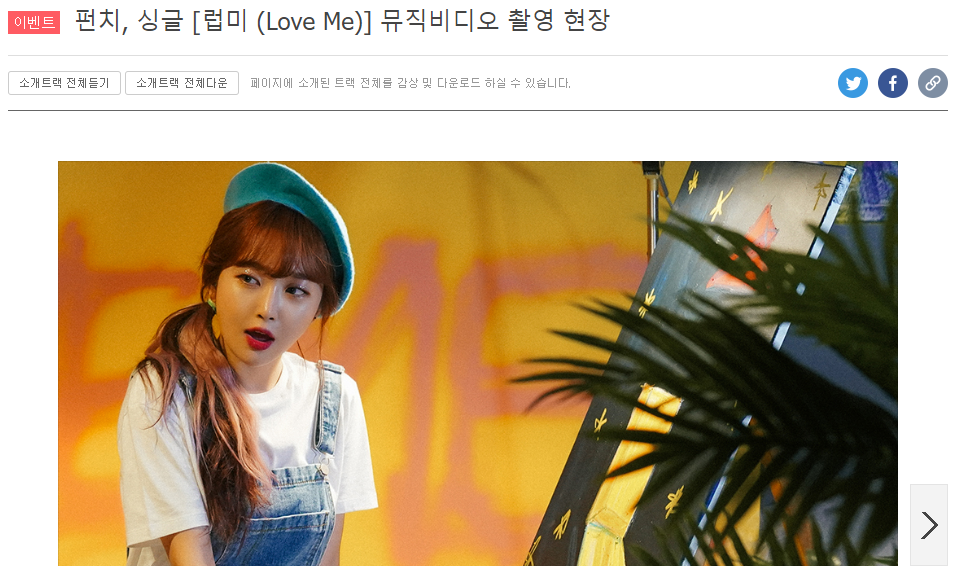 이벤트 펀치, 싱글 [럽미 (Love Me)] 뮤직비디오 촬영 현장
소개트랙 전체듣기 소개트랙 전체다운 페이지에 소개된 트랙 전체를 감상 및 다운로드 하실 수 있습니다.